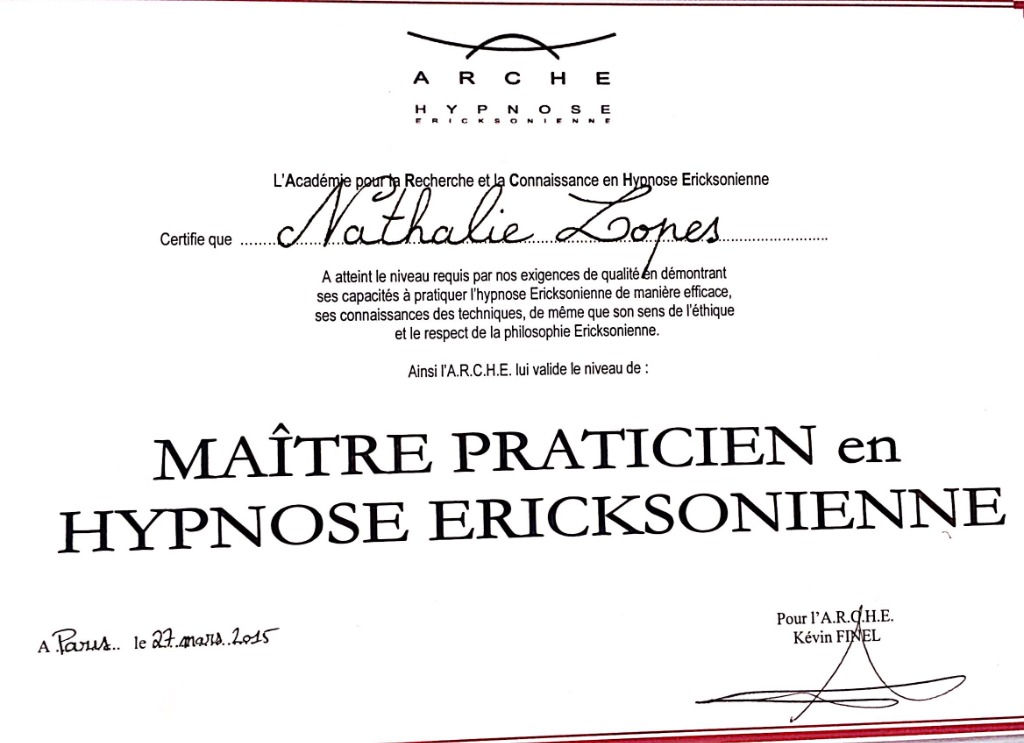 ARCHE
HYPNOSE
ERICKSONIENNE
L'Académie pour la Recherche et la Connaissance en Hypnose Ericksonienne
Certifie que ........Nathalie Lopes........
A atteint le niveau requis par nos exigences de qualité en démontrant
ses capacités à pratiquer l'hypnose Ericksonienne de manière efficace,
ses connaissances des techniques, de même que son sens de l'éthique
et le respect de la philosophie Ericksonienne.
Ainsi l'A.R.C.H.E. lui valide le niveau de :
MAÎTRE PRATICIEN en
HYPNOSE ERICKSONIENNE
A Paris.. le 27.mars..2015
Pour l'A.R.C.H.E.
Kévin FINEL